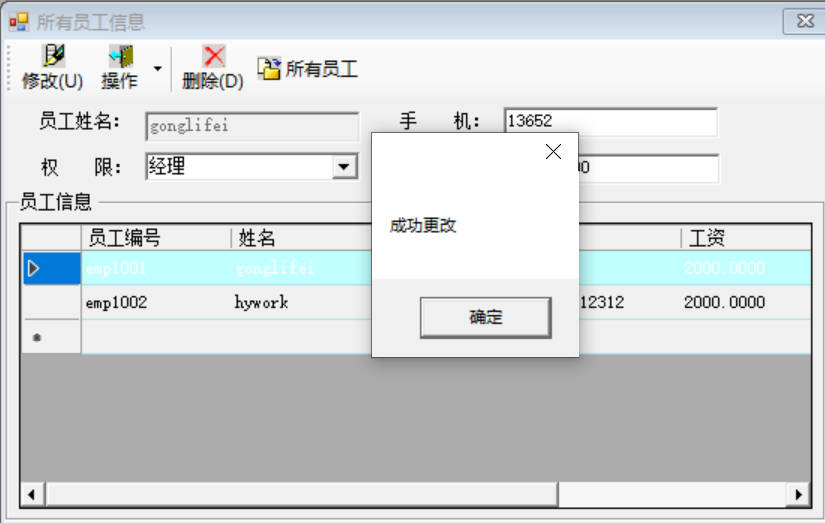 所有员工信息
修改(U) 操作 删除(D) 所有员工
员工姓名： gonglifei 手 机： 13652
权 限： 经理
成功更改
确定
员工信息
员工编号 姓名 工资
emp1001 gonglifei 2000.0000
emp1002 hywork 12312 2000.0000